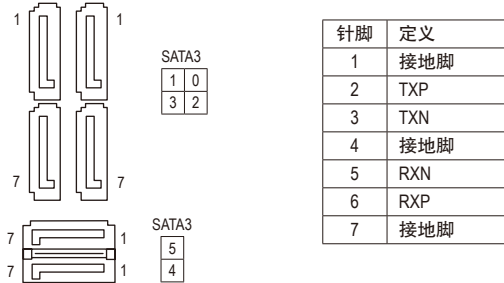 1 1
SATA3
1 0
3 2
7 7
SATA3
7 1
5
7 1
4
针脚 定义
1 接地脚
2 TXP
3 TXN
4 接地脚
5 RXN
6 RXP
7 接地脚